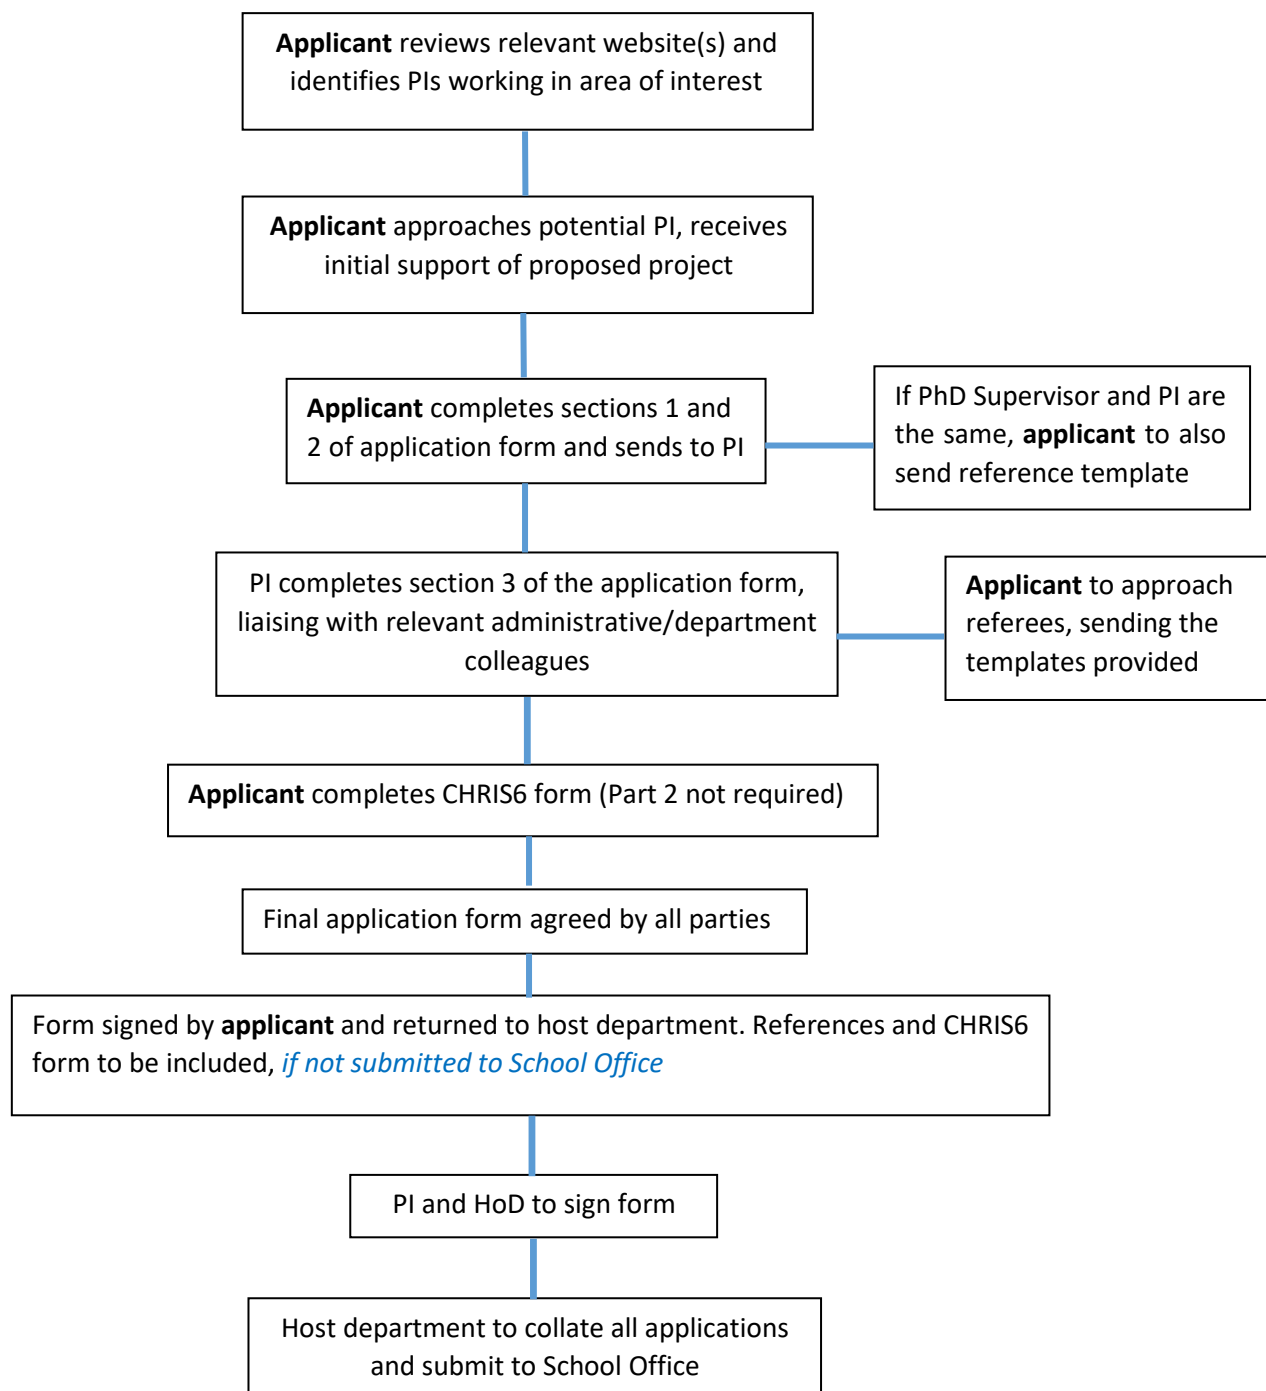 Applicant reviews relevant website(s) and
identifies PIs working in area of interest
Applicant approaches potential PI, receives
initial support of proposed project
Applicant completes sections 1 and
2 of application form and sends to PI
If PhD Supervisor and PI are
the same, applicant to also
send reference template
PI completes section 3 of the application form,
liaising with relevant administrative/department
colleagues
Applicant to approach
referees, sending the
templates provided
Applicant completes CHRIS6 form (Part 2 not required)
Final application form agreed by all parties
Form signed by applicant and returned to host department. References and CHRIS6
form to be included, if not submitted to School Office
PI and HoD to sign form
Host department to collate all applications
and submit to School Office